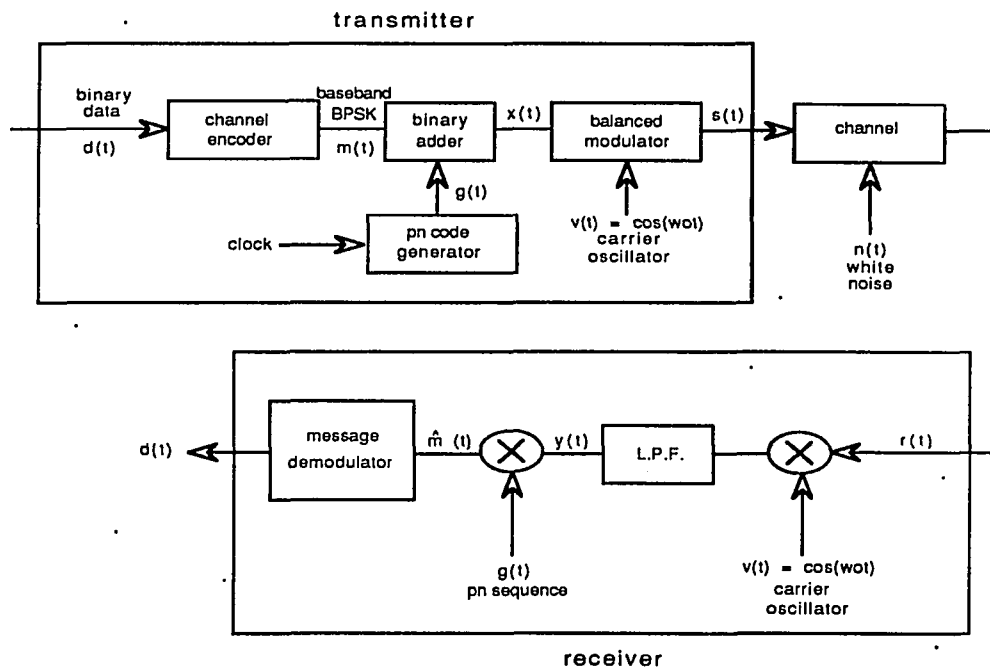 transmitter
binary
data
d(t)
channel
encoder
baseband
BPSK
m(t)
binary
adder
x(t)
balanced
modulator
s(t)
channel
g(t)
clock
pn code
generator
v(t) = cos(wot)
carrier
oscillator
n(t)
white
noise
d(t)
message
demodulator
m̂ (t)
y(t)
L.P.F.
r(t)
g(t)
pn sequence
v(t) = cos(wot)
carrier
oscillator
receiver